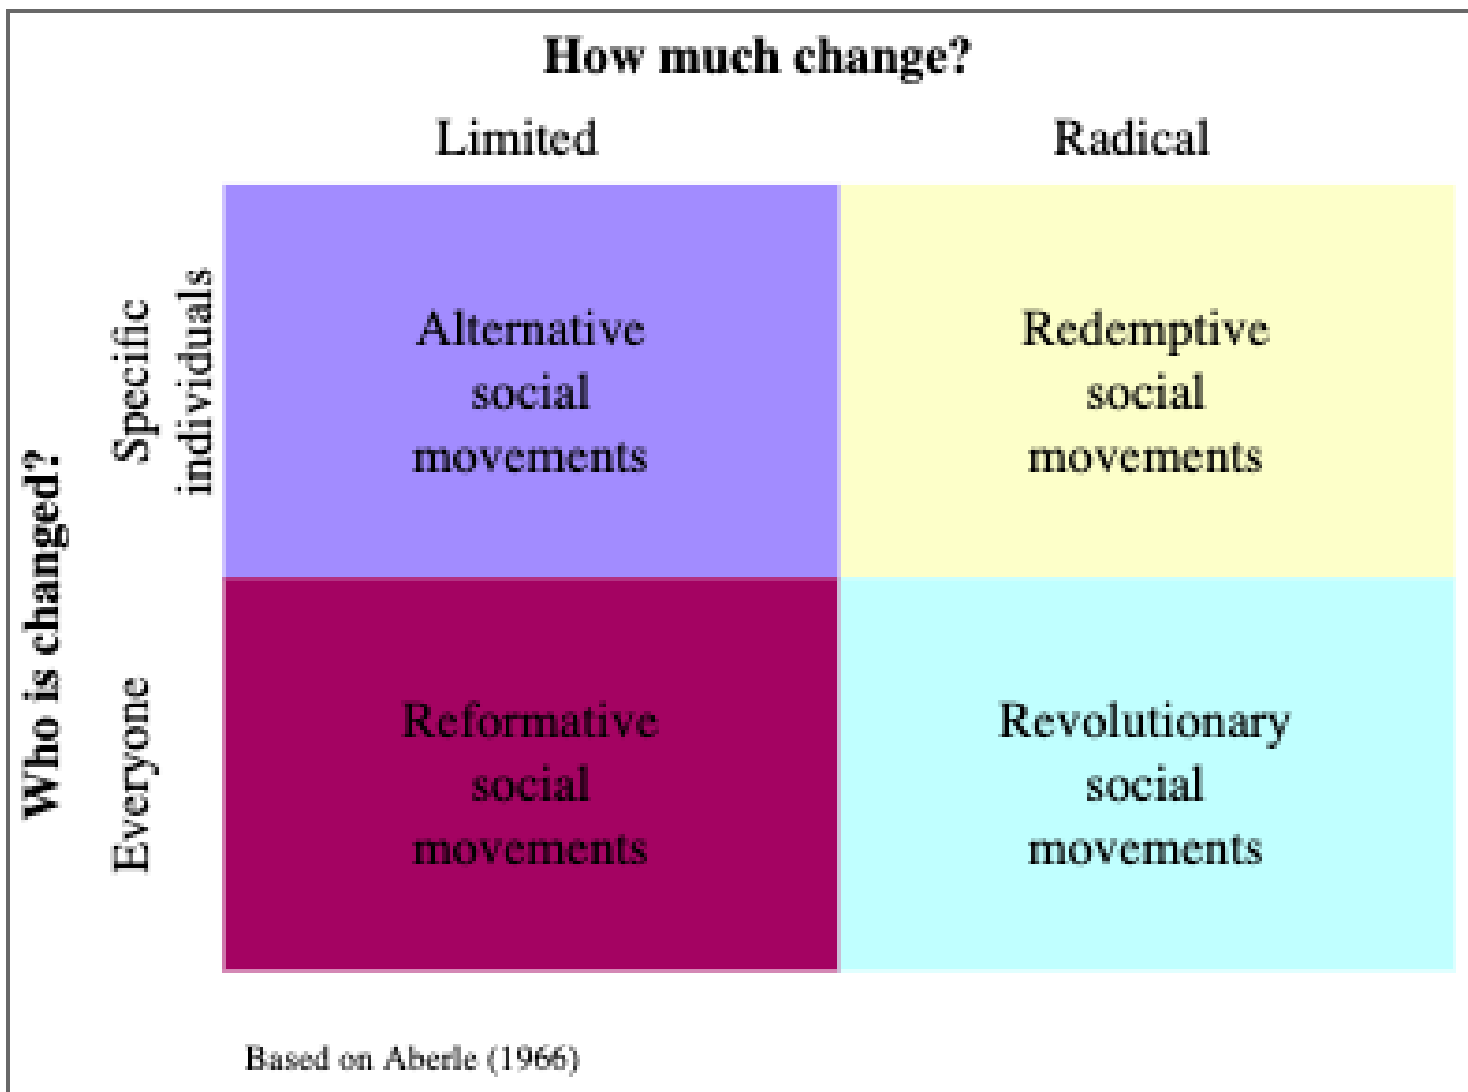 How much change?
Limited
Radical
Who is changed?
Specific
individuals
Alternative
social
movements
Redemptive
social
movements
Everyone
Reformative
social
movements
Revolutionary
social
movements
Based on Aberle (1966)